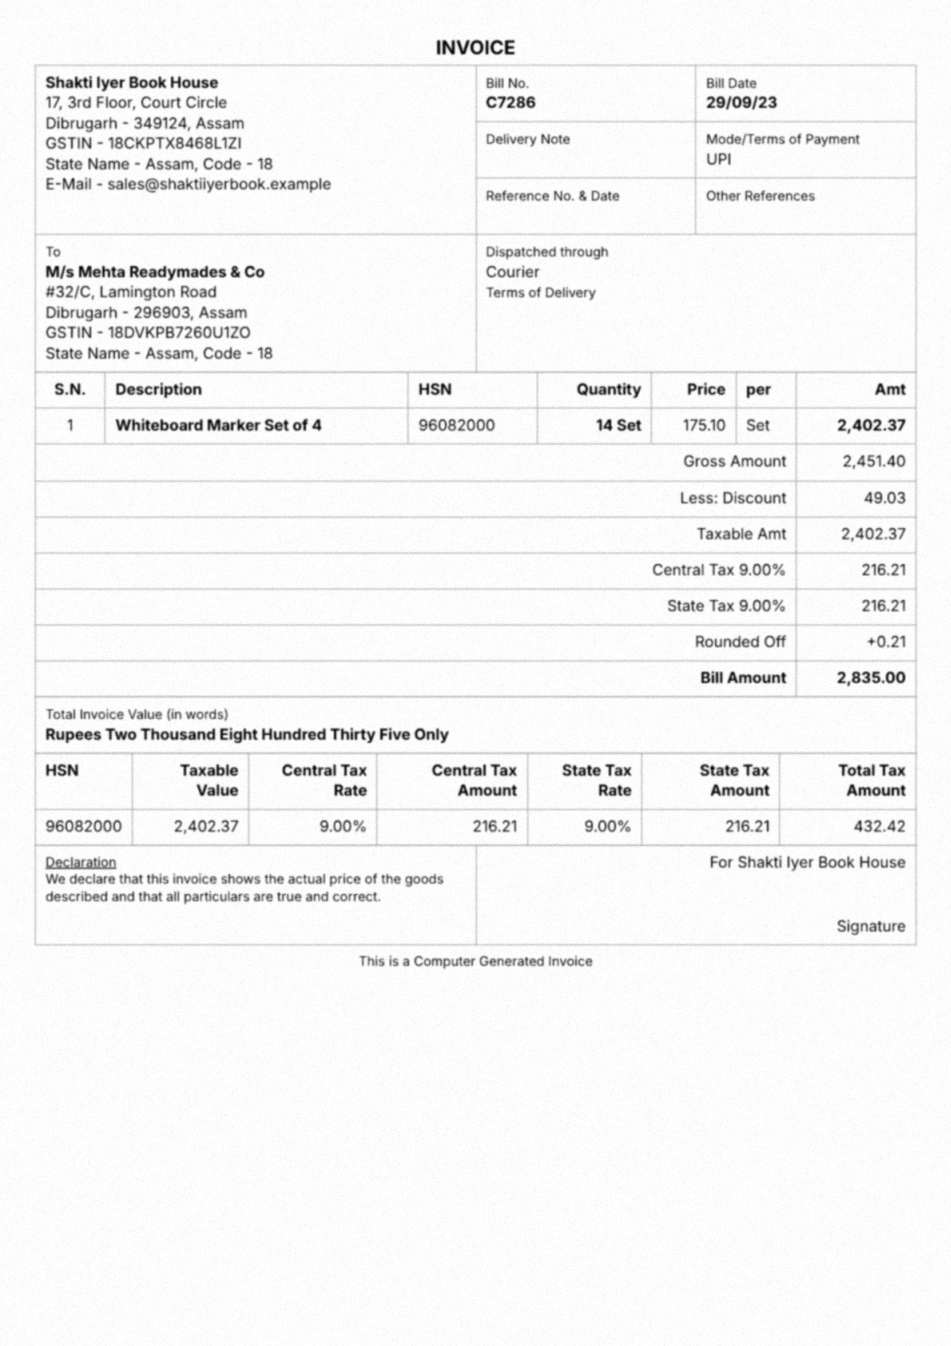 INVOICE
Shakti Iyer Book House
17, 3rd Floor, Court Circle
Dibrugarh - 349124, Assam
GSTIN - 18CKPTX8468L1ZI
State Name - Assam, Code - 18
E-Mail - sales@shaktiiyerbook.example
Bill No.
C7286
Bill Date
29/09/23
Delivery Note
Mode/Terms of Payment
UPI
Reference No. & Date
Other References
To
M/s Mehta Readymades & Co
#32/C, Lamington Road
Dibrugarh - 296903, Assam
GSTIN - 18DVKPB7260U1ZO
State Name - Assam, Code - 18
Dispatched through
Courier
Terms of Delivery
S.N. Description HSN Quantity Price per Amt
1 Whiteboard Marker Set of 4 96082000 14 Set 175.10 Set 2,402.37
Gross Amount 2,451.40
Less: Discount 49.03
Taxable Amt 2,402.37
Central Tax 9.00% 216.21
State Tax 9.00% 216.21
Rounded Off +0.21
Bill Amount 2,835.00
Total Invoice Value (in words)
Rupees Two Thousand Eight Hundred Thirty Five Only
HSN Taxable Value Central Tax Rate Central Tax Amount State Tax Rate State Tax Amount Total Tax Amount
96082000 2,402.37 9.00% 216.21 9.00% 216.21 432.42
Declaration
We declare that this invoice shows the actual price of the goods
described and that all particulars are true and correct.
For Shakti Iyer Book House
Signature
This is a Computer Generated Invoice